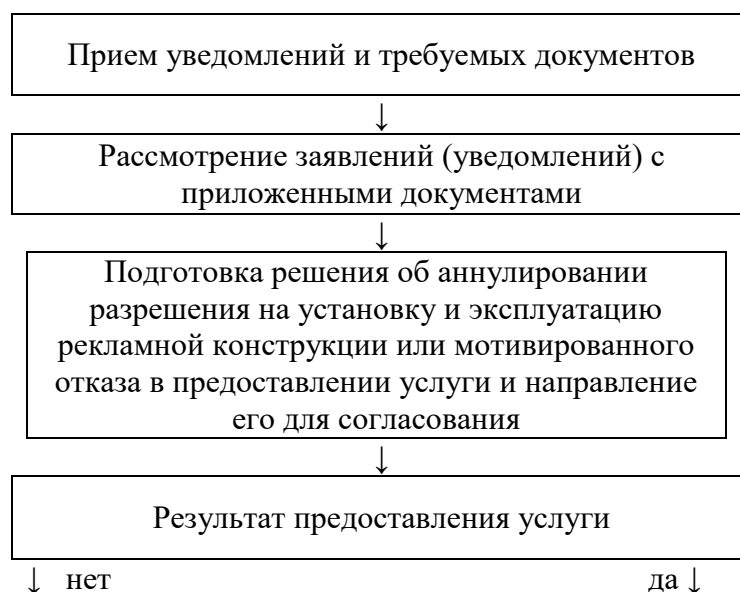 Прием уведомлений и требуемых документов
↓
Рассмотрение заявлений (уведомлений) с
приложенными документами
↓
Подготовка решения об аннулировании
разрешения на установку и эксплуатацию
рекламной конструкции или мотивированного
отказа в предоставлении услуги и направление
его для согласования
↓
Результат предоставления услуги
↓ нет да ↓